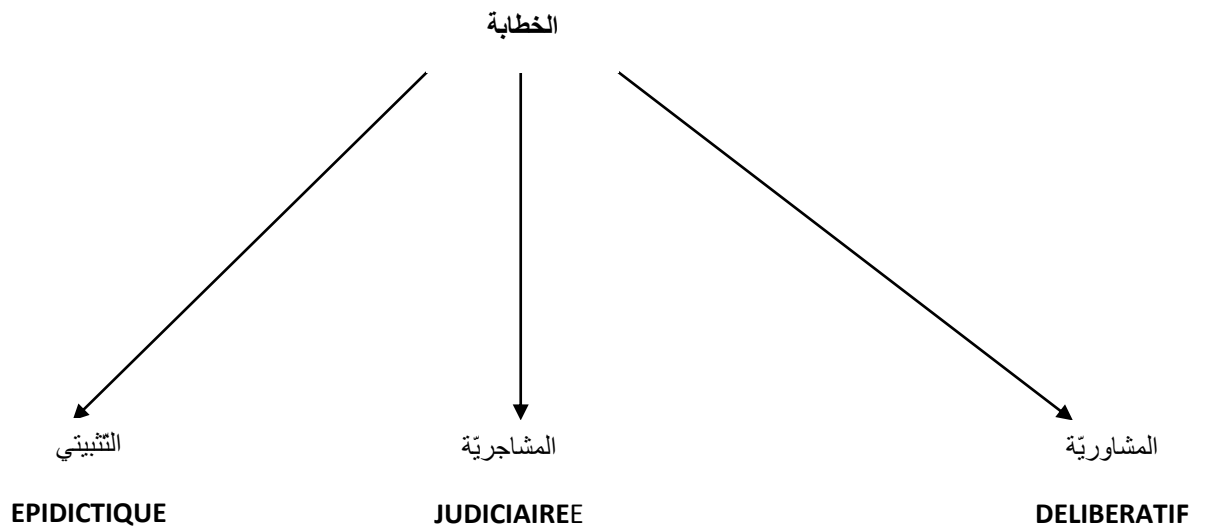 الخطابة
المشاوريّة
المشاجريّة
التّثبيتي
EPIDICTIQUE
JUDICIAIREE
DELIBERATIF